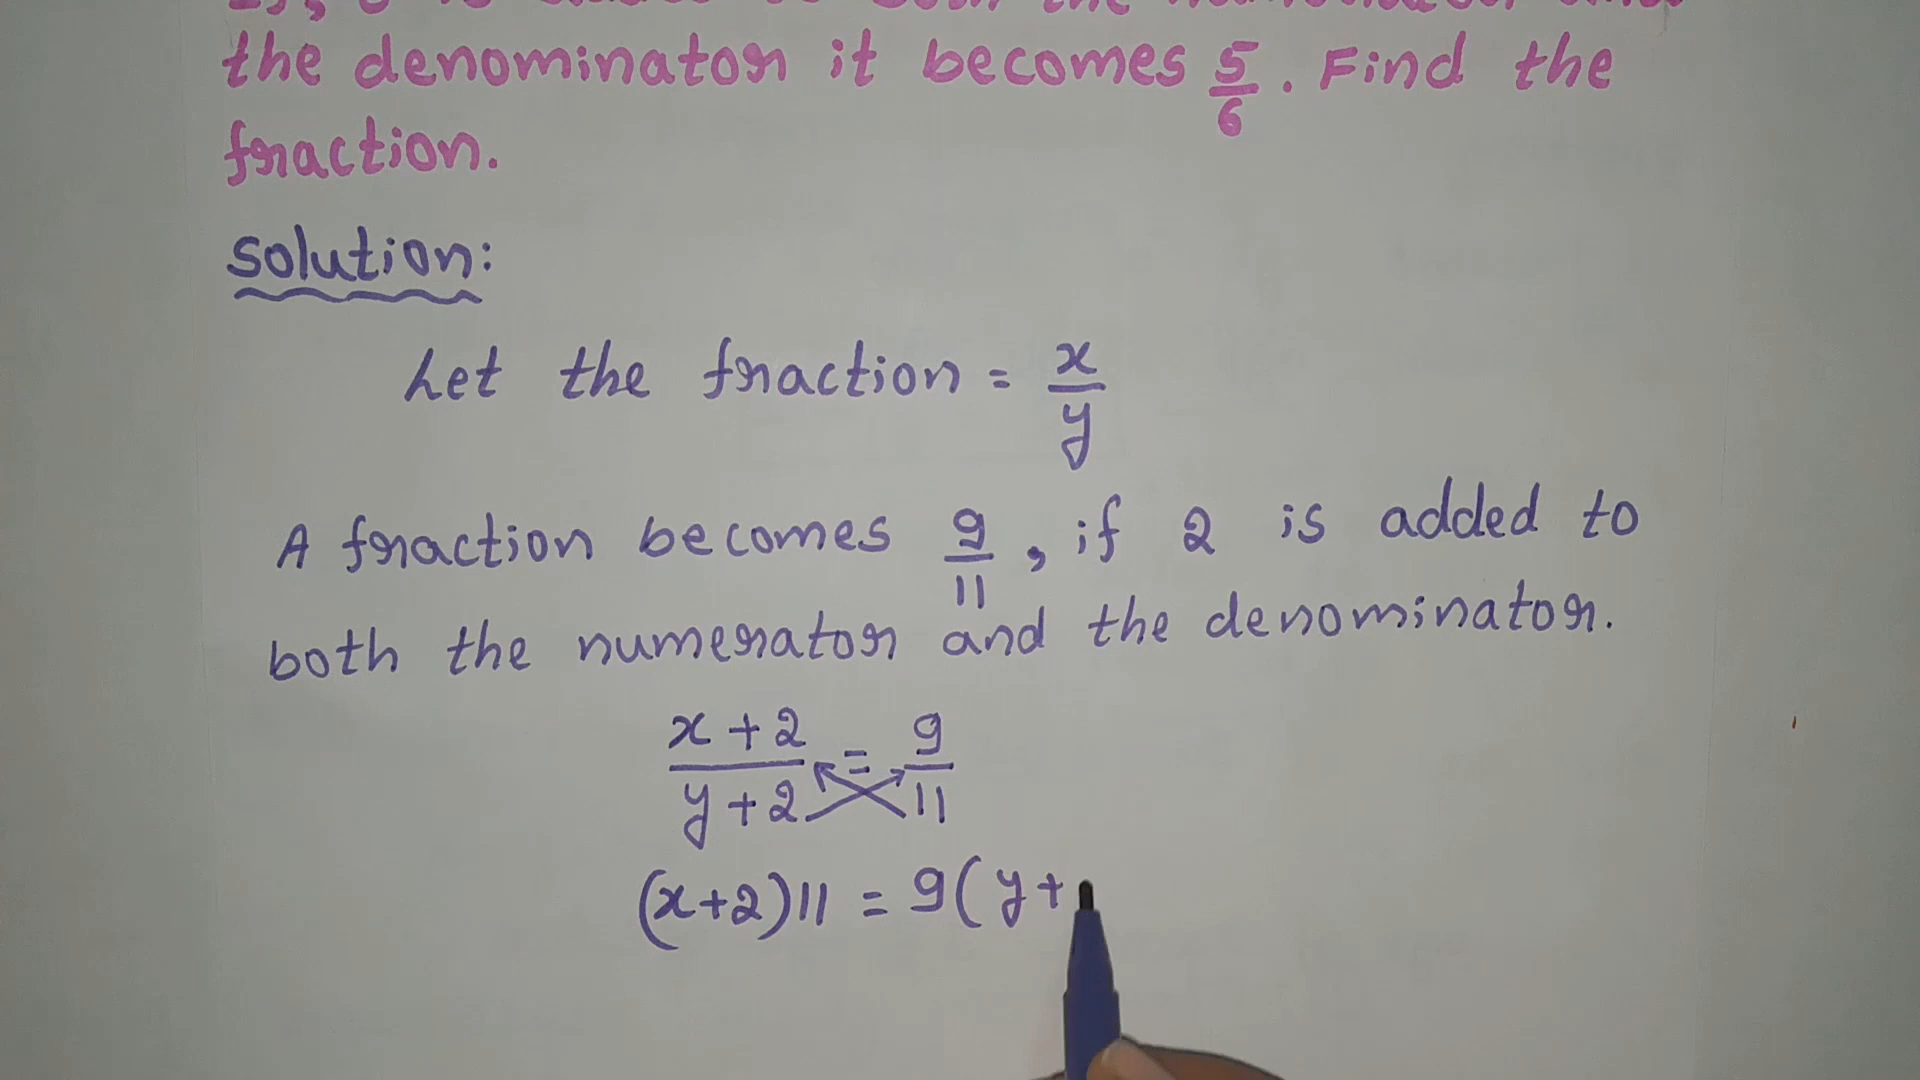 the denominator it becomes 5/6. Find the
fraction.
Solution:
Let the fraction = x/y
A fraction becomes 9/11, if 2 is added to
both the numerator and the denominator.
(x+2)/(y+2) = 9/11
(x+2)11 = 9(y+